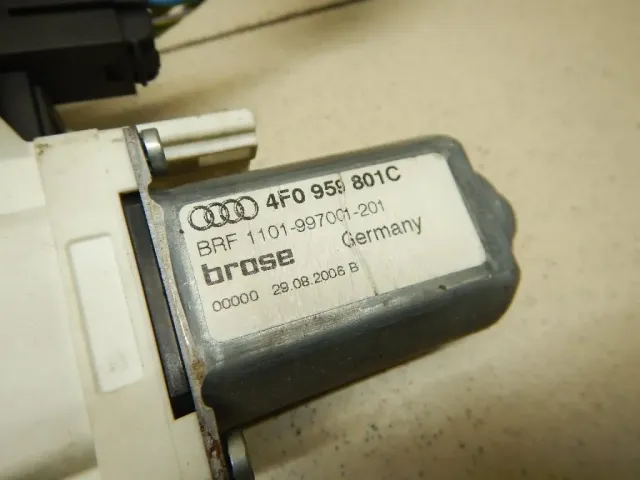 4F0 959 801C
BRF 1101-997001-201
brose Germany
00000 29.08.2006 B